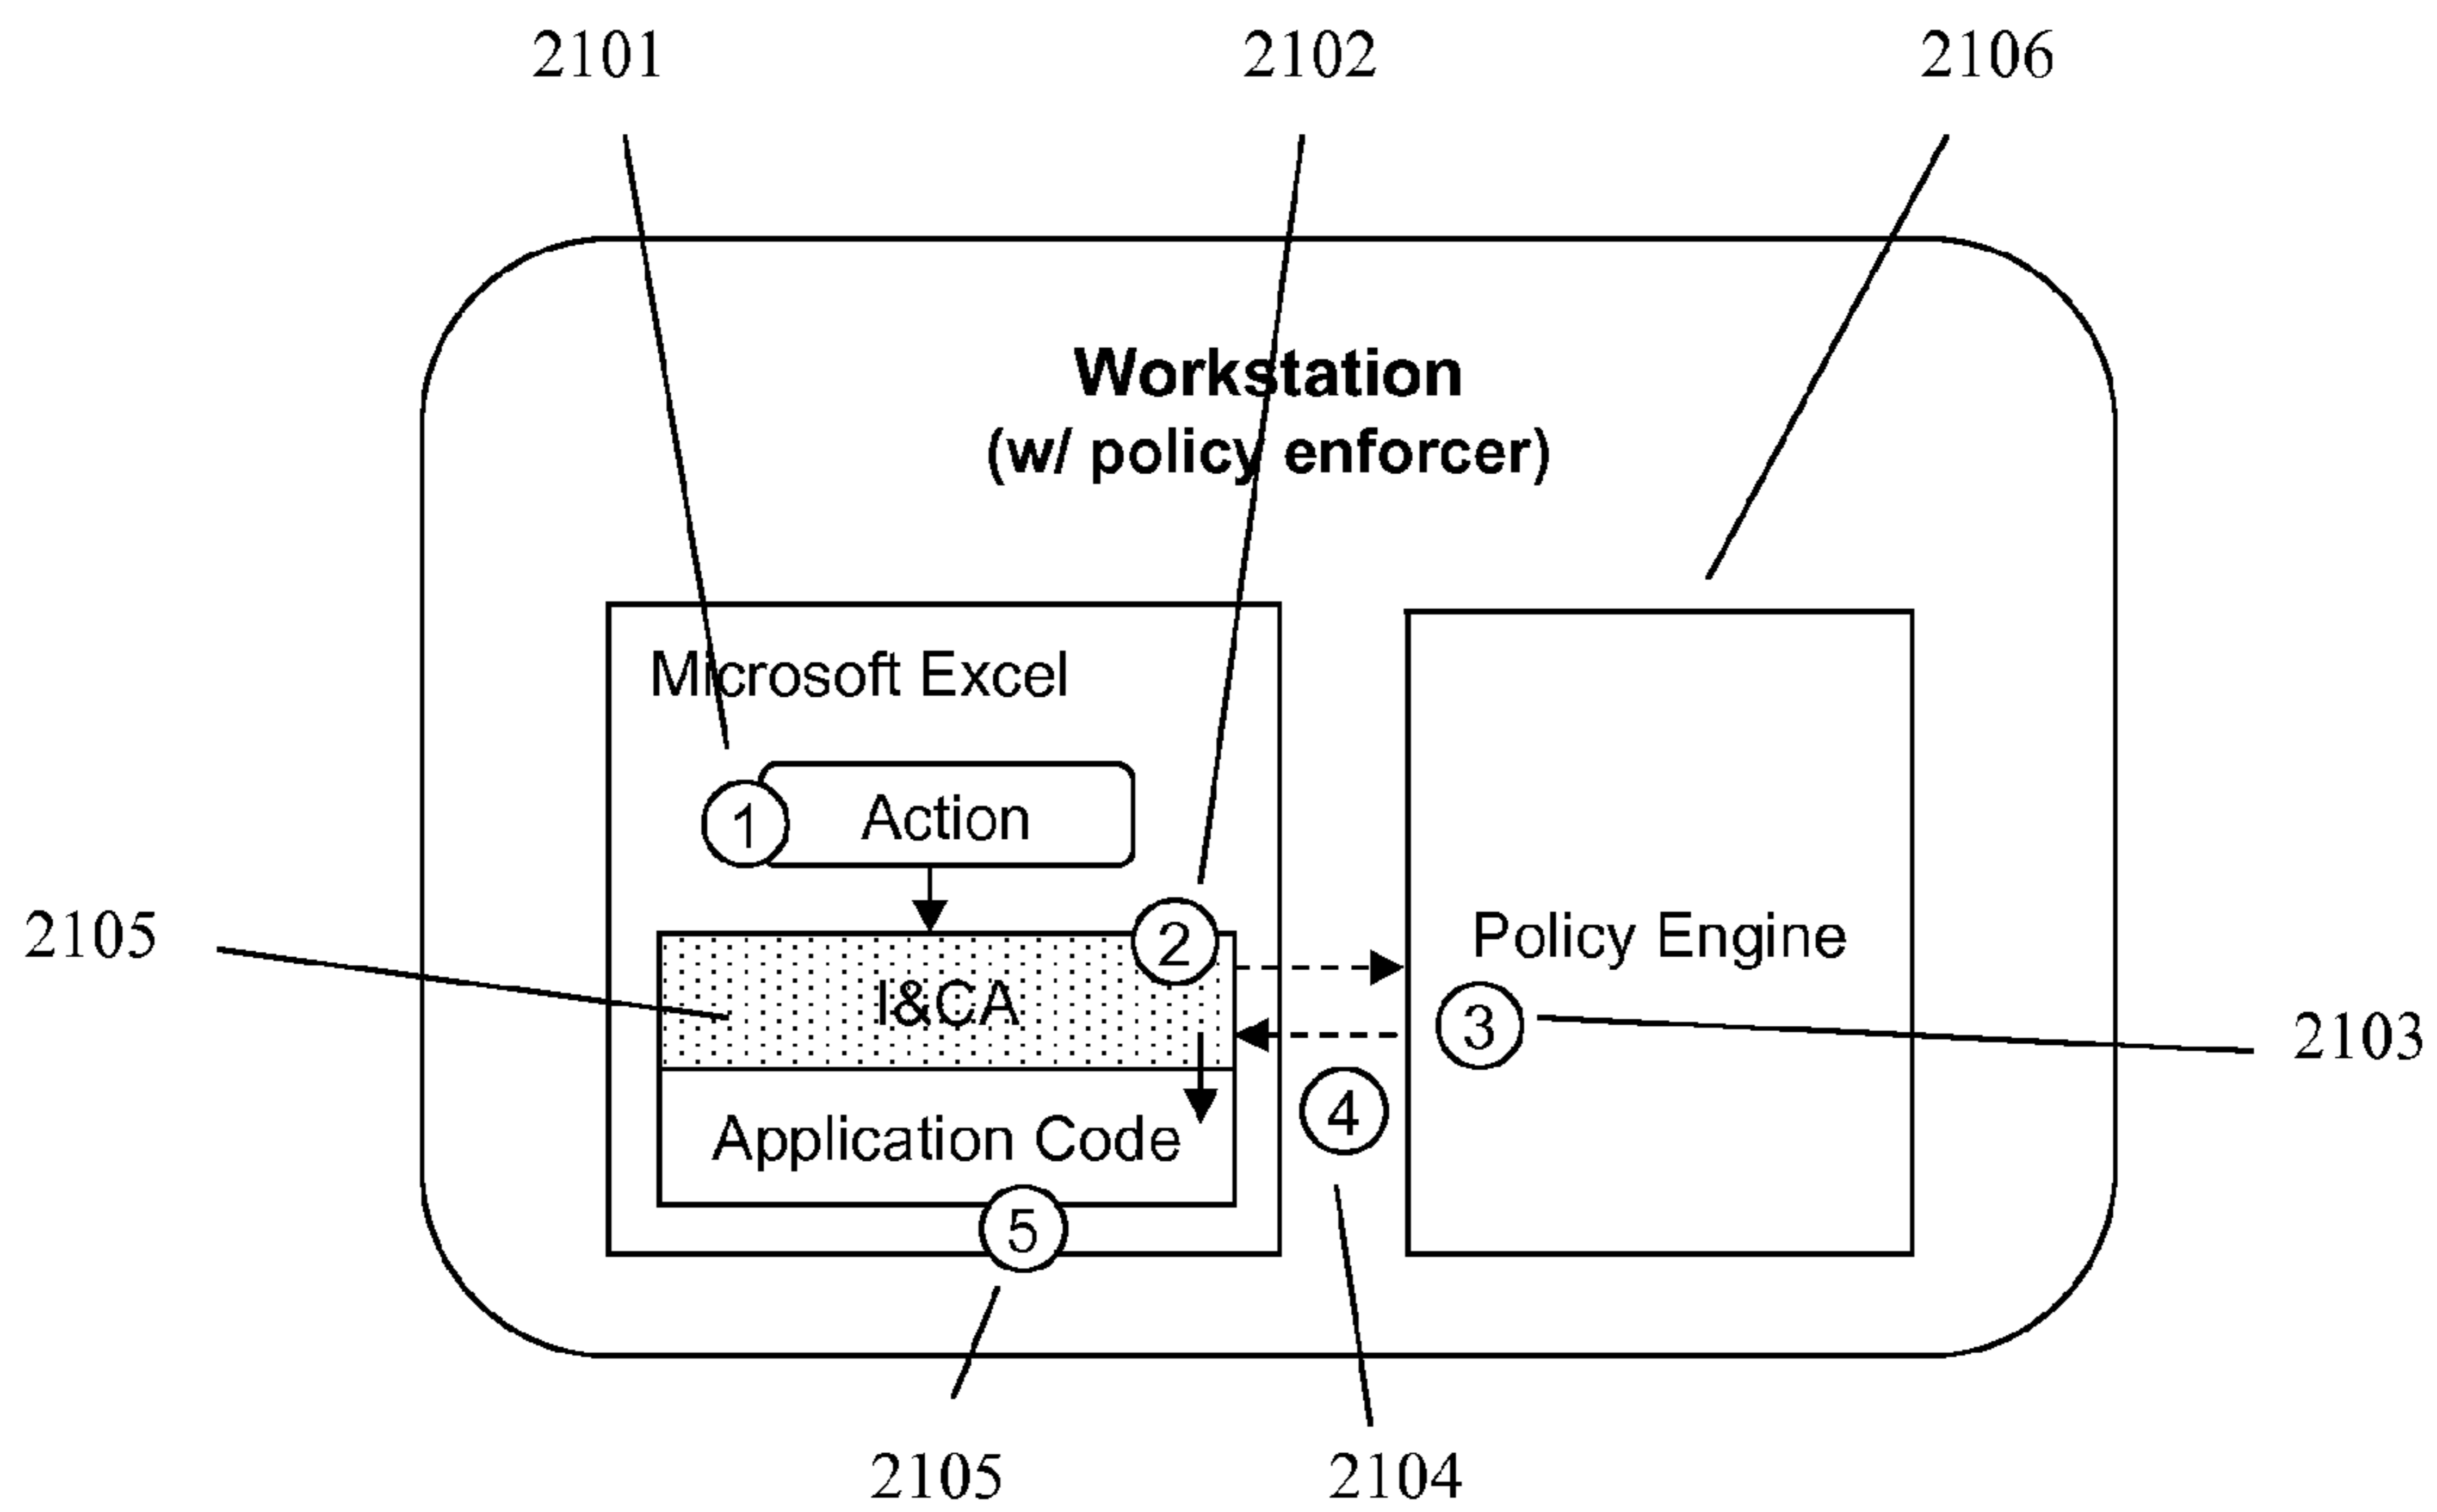 2101
2102
2106
Workstation
(w/ policy enforcer)
Microsoft Excel
1
Action
2105
2
I&CA
Policy Engine
3
2103
4
Application Code
5
2105
2104